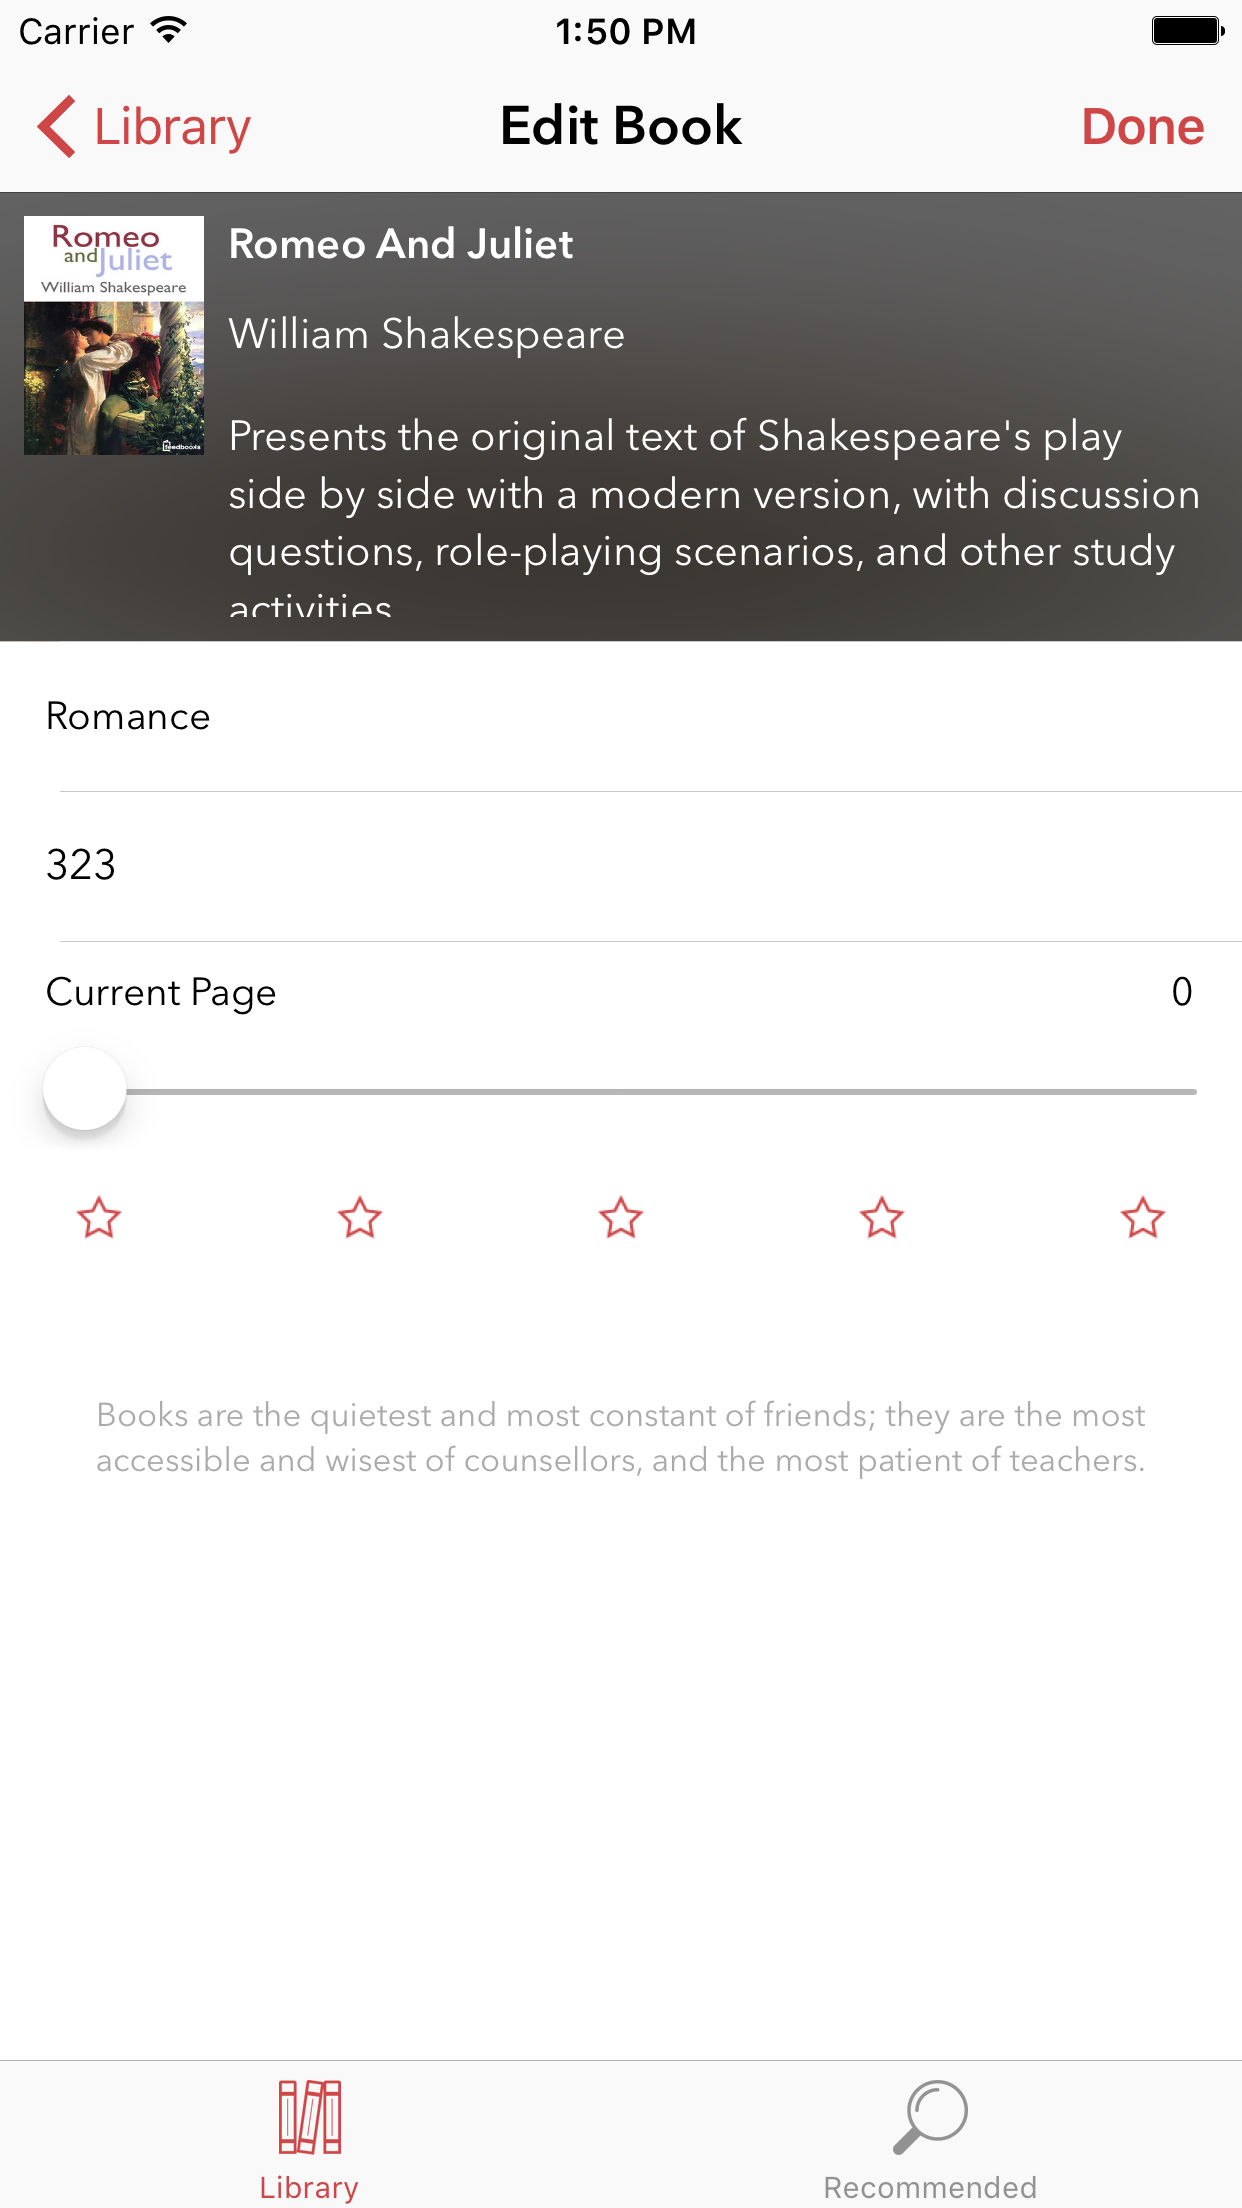 Carrier
1:50 PM
Library
Edit Book
Done
Romeo
and Juliet
William Shakespeare
feedbooks
Romeo And Juliet
William Shakespeare
Presents the original text of Shakespeare's play
side by side with a modern version, with discussion
questions, role-playing scenarios, and other study
activities
Romance
323
Current Page
0
Books are the quietest and most constant of friends; they are the most
accessible and wisest of counsellors, and the most patient of teachers.
Library
Recommended